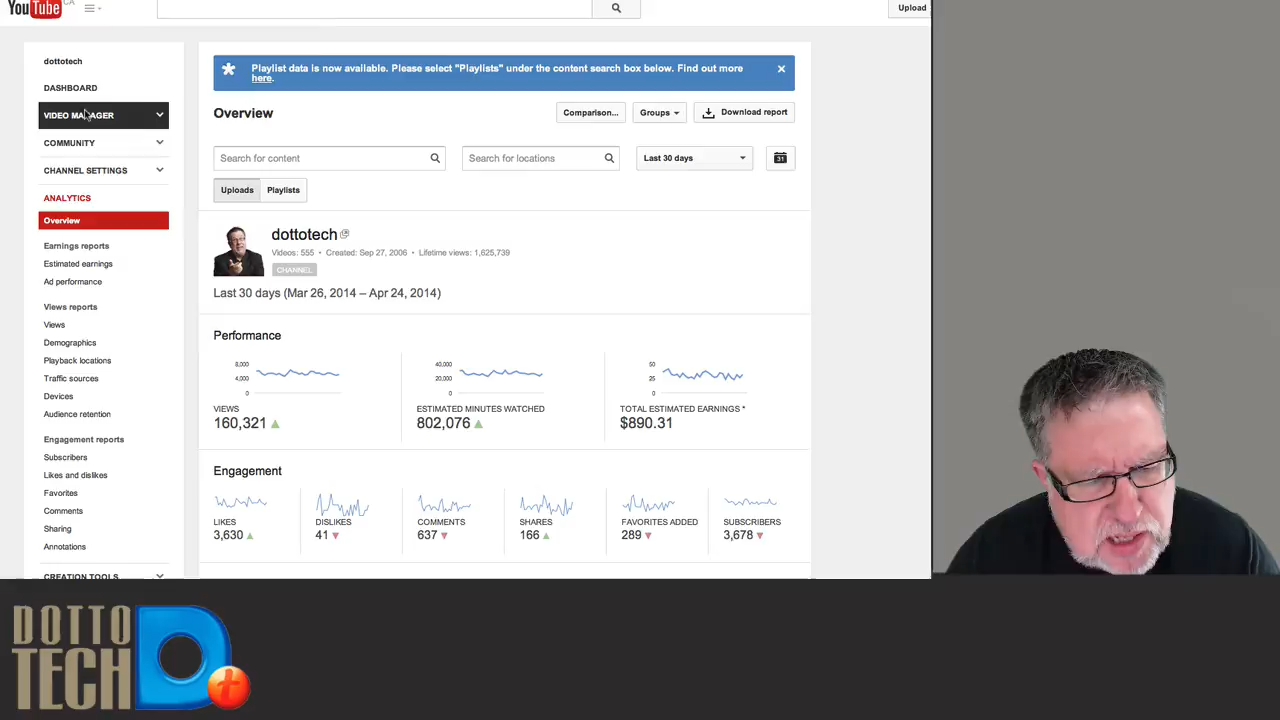 YouTube CA
Upload
dottotech
DASHBOARD
VIDEO MANAGER
COMMUNITY
CHANNEL SETTINGS
ANALYTICS
Overview
Earnings reports
Estimated earnings
Ad performance
Views reports
Views
Demographics
Playback locations
Traffic sources
Devices
Audience retention
Engagement reports
Subscribers
Likes and dislikes
Favorites
Comments
Sharing
Annotations
CREATION TOOLS
Playlist data is now available. Please select "Playlists" under the content search box below. Find out more
here.
Overview
Comparison...
Groups
Download report
Search for content
Search for locations
Last 30 days
31
Uploads
Playlists
dottotech
Videos: 555 • Created: Sep 27, 2006 • Lifetime views: 1,625,739
CHANNEL
Last 30 days (Mar 26, 2014 – Apr 24, 2014)
Performance
8,000
4,000
0
VIEWS
160,321
40,000
20,000
0
ESTIMATED MINUTES WATCHED
802,076
50
25
0
TOTAL ESTIMATED EARNINGS *
$890.31
Engagement
LIKES
3,630
DISLIKES
41
COMMENTS
637
SHARES
166
FAVORITES ADDED
289
SUBSCRIBERS
3,678
DOTTO
TECH
D
+